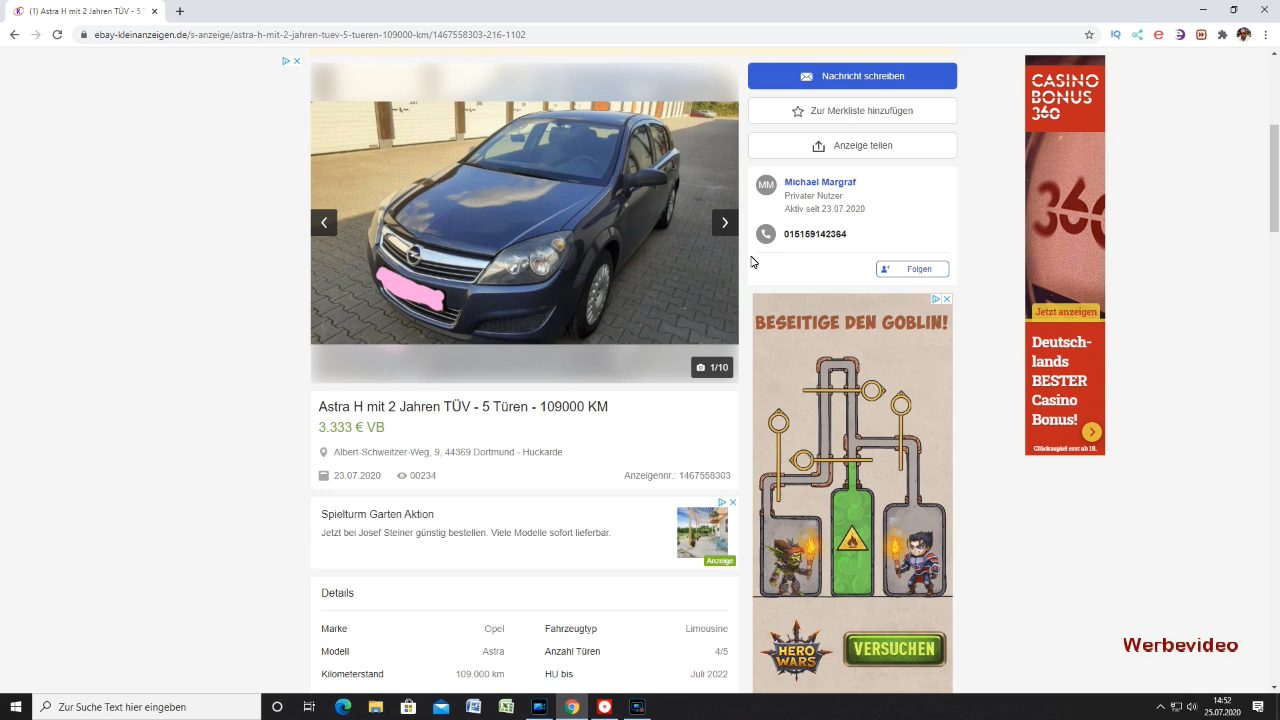 (1) Astra H mit 2 Jahren TÜV - 5
ebay-kleinanzeigen.de/s-anzeige/astra-h-mit-2-jahren-tuev-5-tueren-109000-km/1467558303-216-1102
IQ
Nachricht schreiben
Zur Merkliste hinzufügen
Anzeige teilen
MM
Michael Margraf
Privater Nutzer
Aktiv seit 23.07.2020
015159142364
Folgen
1/10
Astra H mit 2 Jahren TÜV - 5 Türen - 109000 KM
3.333 € VB
Albert-Schweitzer-Weg, 9, 44369 Dortmund - Huckarde
23.07.2020 00234 Anzeigennr.: 1467558303
Spielturm Garten Aktion
Jetzt bei Josef Steiner günstig bestellen. Viele Modelle sofort lieferbar.
Anzeige
Details
Marke Opel Fahrzeugtyp Limousine
Modell Astra Anzahl Türen 4/5
Kilometerstand 109.000 km HU bis Juli 2022
BESEITIGE DEN GOBLIN!
HERO WARS
VERSUCHEN
CASINO
BONUS
360
360
Jetzt anzeigen
Deutsch-
lands
BESTER
Casino
Bonus!
Glücksspiel erst ab 18.
Werbevideo
Zur Suche Text hier eingeben
14:52
25.07.2020